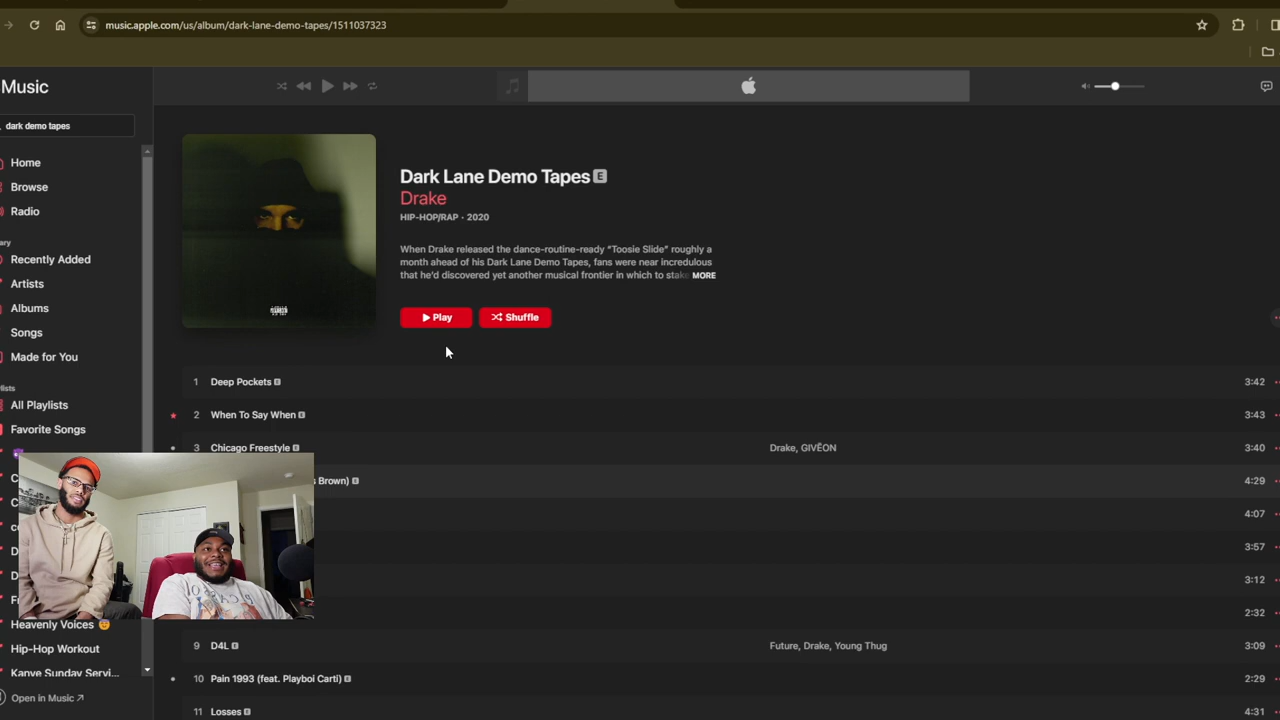 music.apple.com/us/album/dark-lane-demo-tapes/1511037323
Music
dark demo tapes
Home
Browse
Radio
Recently Added
Artists
Albums
Songs
Made for You
All Playlists
Favorite Songs
Heavenly Voices
Hip-Hop Workout
Kanye Sunday Servi...
Open in Music
Dark Lane Demo Tapes E
Drake
HIP-HOP/RAP · 2020
When Drake released the dance-routine-ready “Toosie Slide” roughly a
month ahead of his Dark Lane Demo Tapes, fans were near incredulous
that he’d discovered yet another musical frontier in which to stake MORE
Play
Shuffle
1 Deep Pockets E 3:42
2 When To Say When E 3:43
3 Chicago Freestyle E Drake, GIVĒON 3:40
s Brown) E 4:29
4:07
3:57
3:12
2:32
9 D4L E Future, Drake, Young Thug 3:09
10 Pain 1993 (feat. Playboi Carti) E 2:29
11 Losses E 4:31